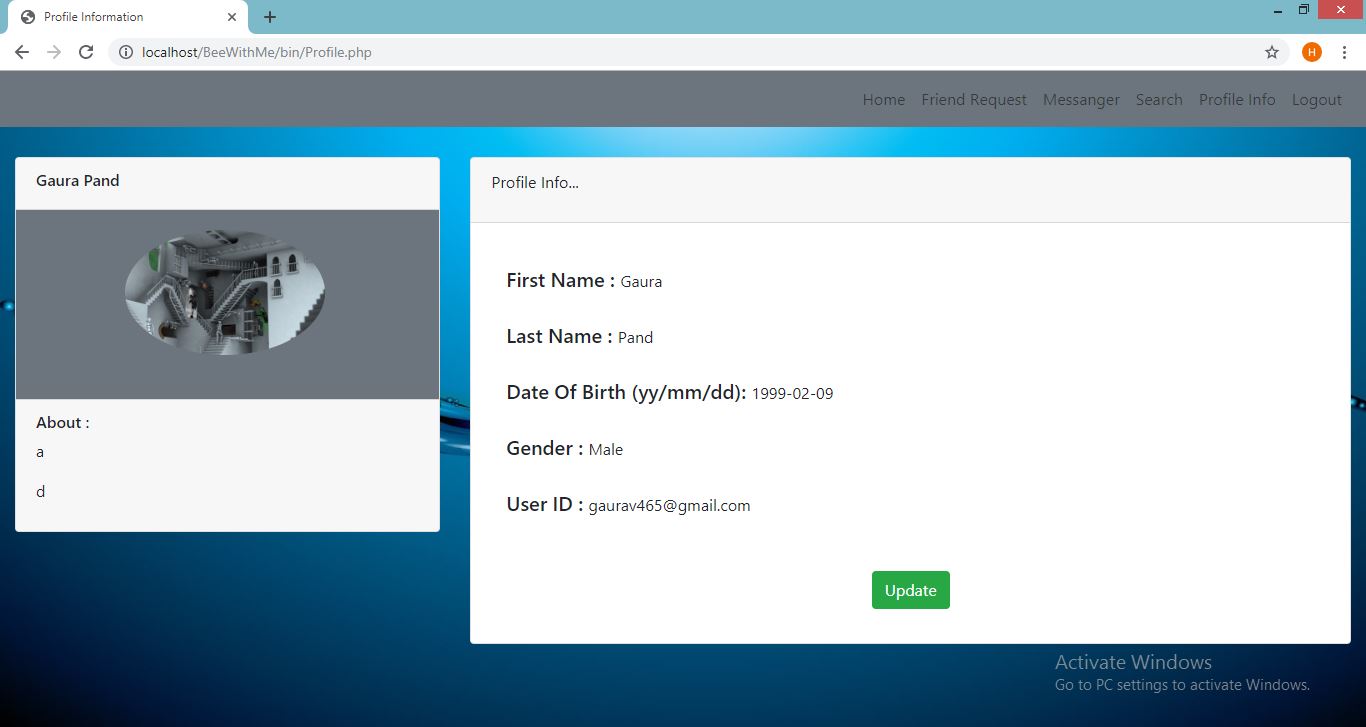 Profile Information
localhost/BeeWithMe/bin/Profile.php
H
Home Friend Request Messanger Search Profile Info Logout
Gaura Pand
About :
a
d
Profile Info...
First Name : Gaura
Last Name : Pand
Date Of Birth (yy/mm/dd): 1999-02-09
Gender : Male
User ID : gaurav465@gmail.com
Update
Activate Windows
Go to PC settings to activate Windows.